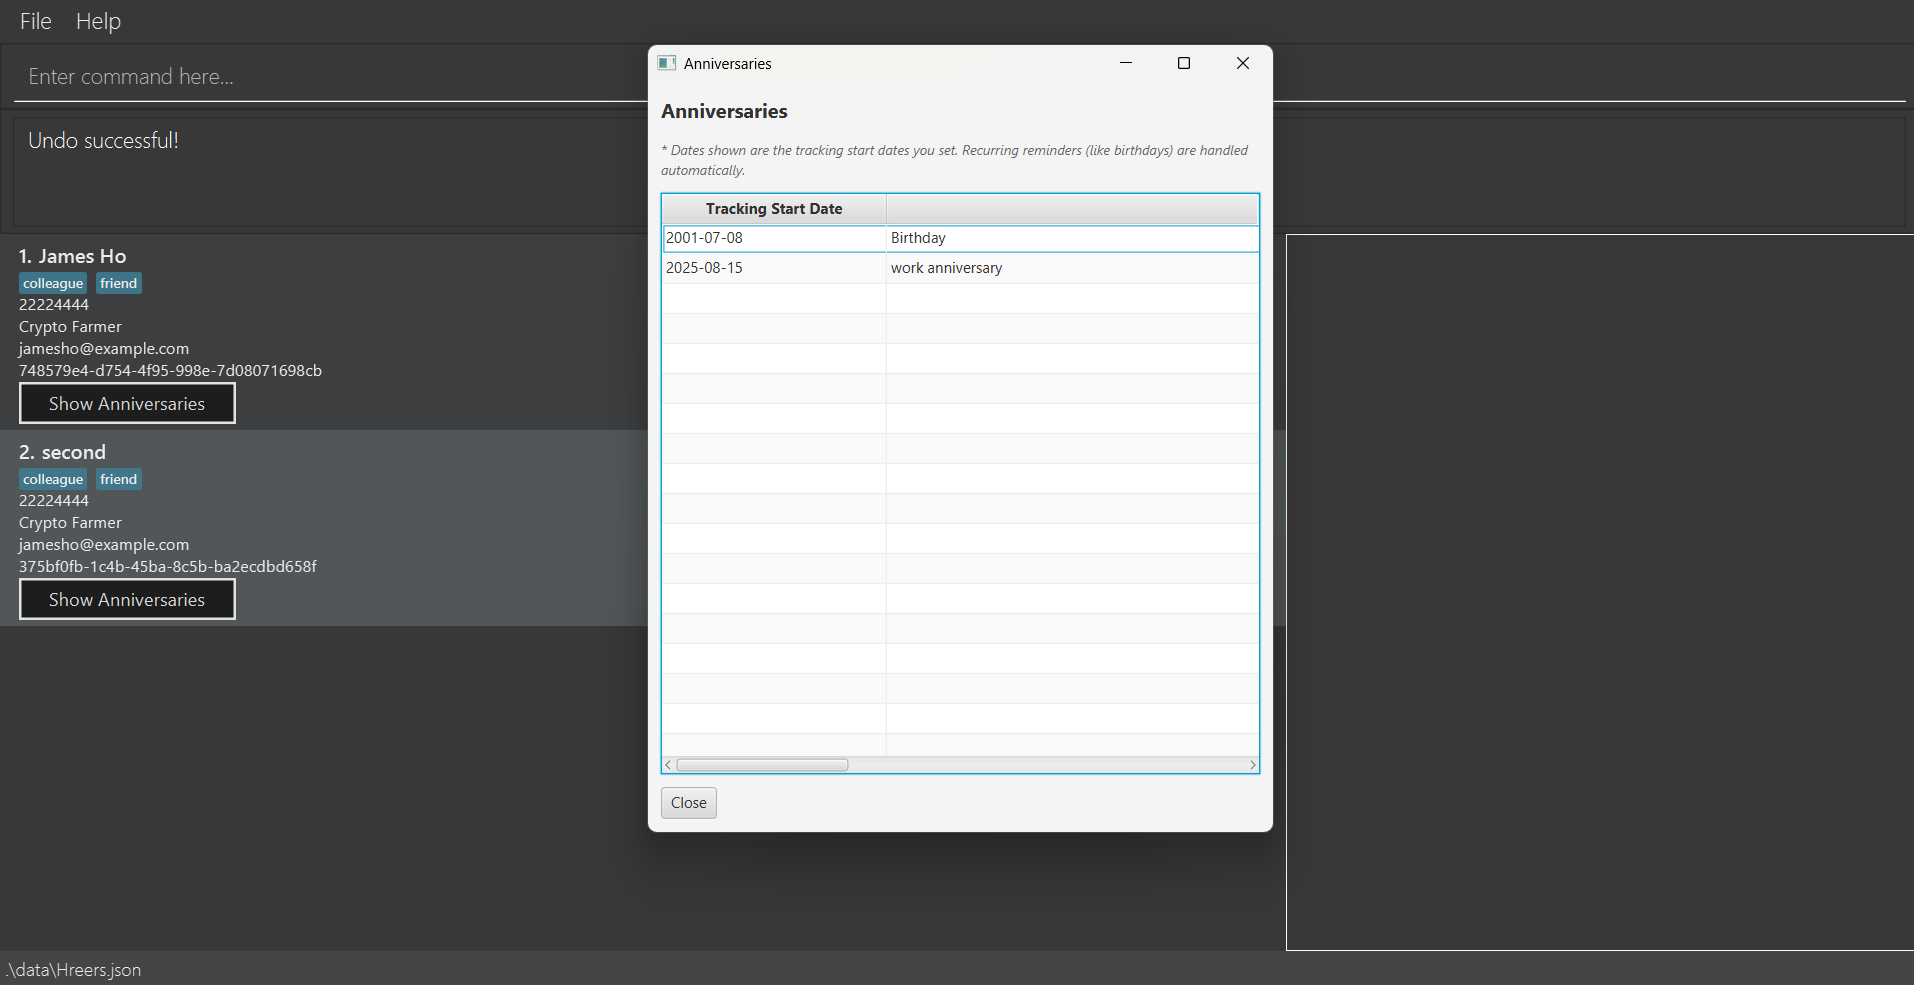 File Help
Enter command here...
Undo successful!
1. James Ho
colleague friend
22224444
Crypto Farmer
jamesho@example.com
748579e4-d754-4f95-998e-7d08071698cb
Show Anniversaries
2. second
colleague friend
22224444
Crypto Farmer
jamesho@example.com
375bf0fb-1c4b-45ba-8c5b-ba2ecdbd658f
Show Anniversaries
Anniversaries
Anniversaries
* Dates shown are the tracking start dates you set. Recurring reminders (like birthdays) are handled
automatically.
Tracking Start Date
2001-07-08 Birthday
2025-08-15 work anniversary
Close
.\data\Hreers.json